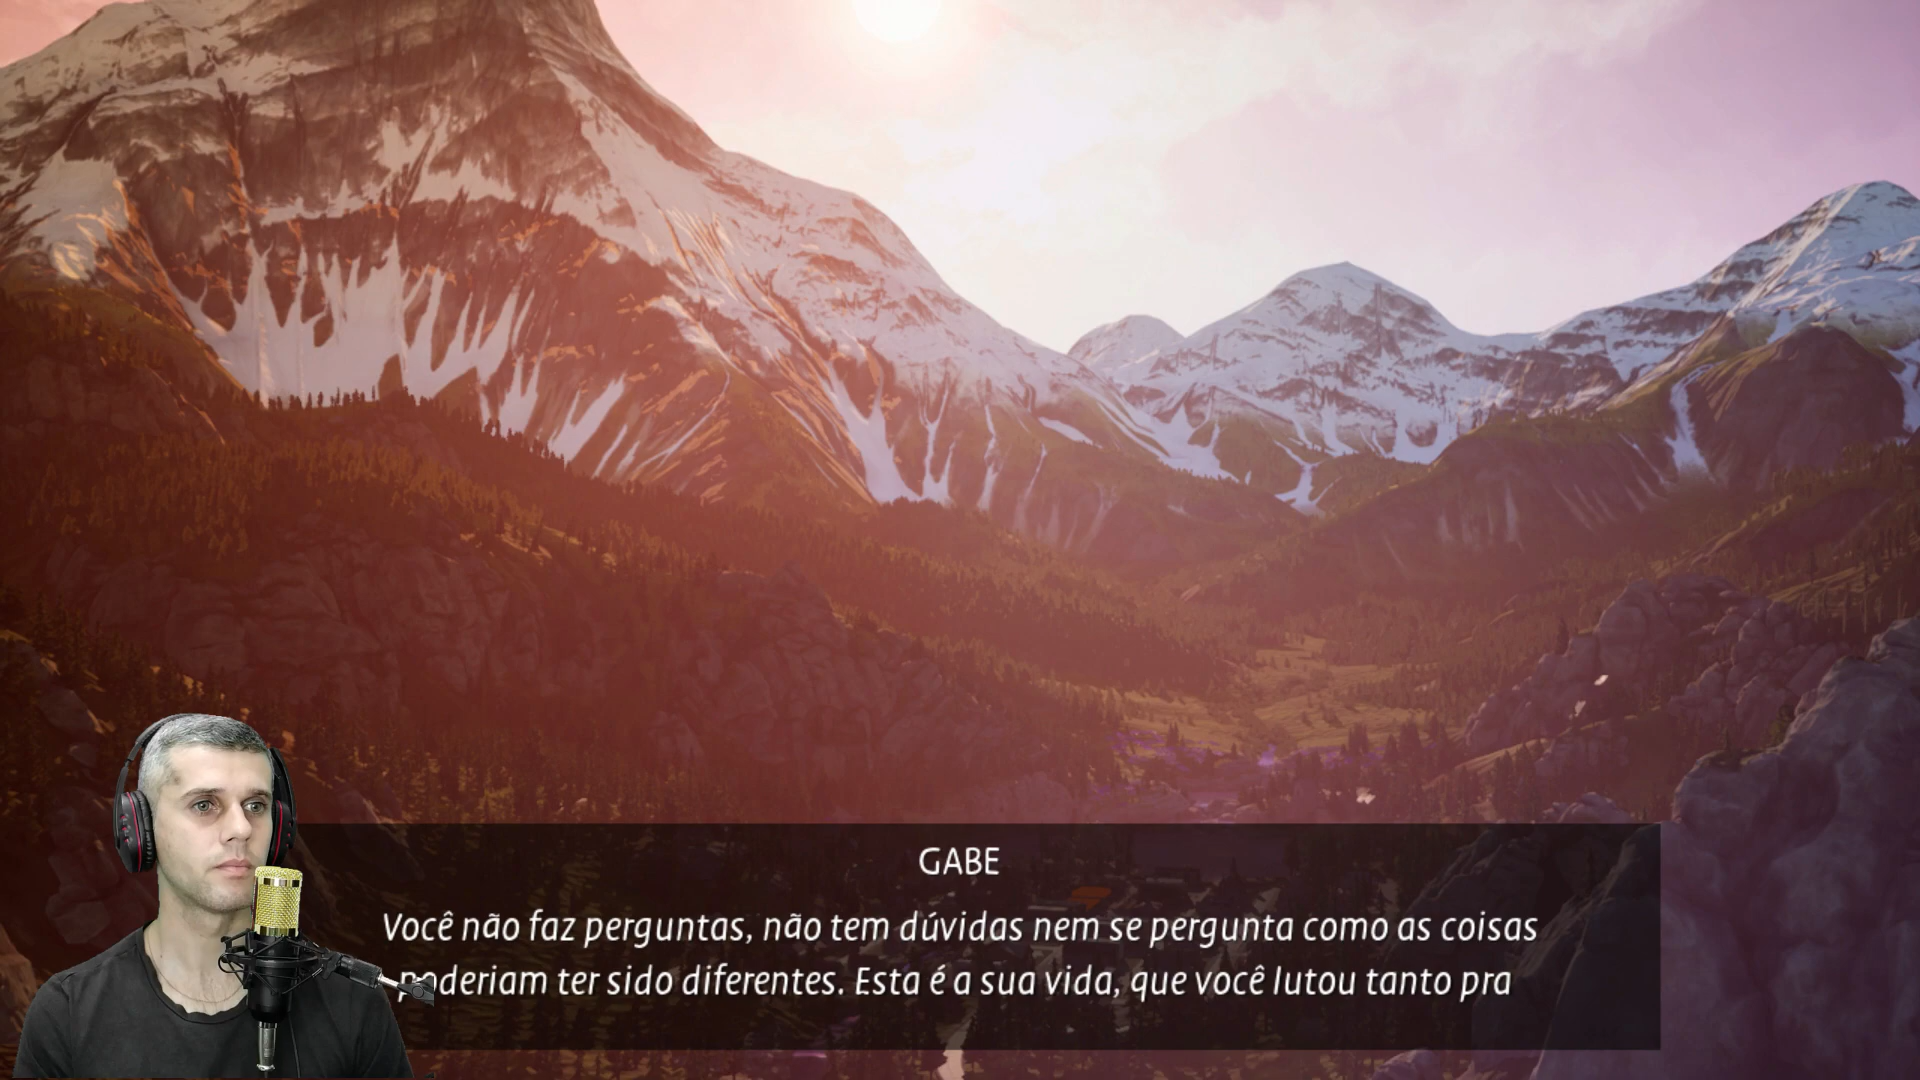 GABE
Você não faz perguntas, não tem dúvidas nem se pergunta como as coisas
poderiam ter sido diferentes. Esta é a sua vida, que você lutou tanto pra